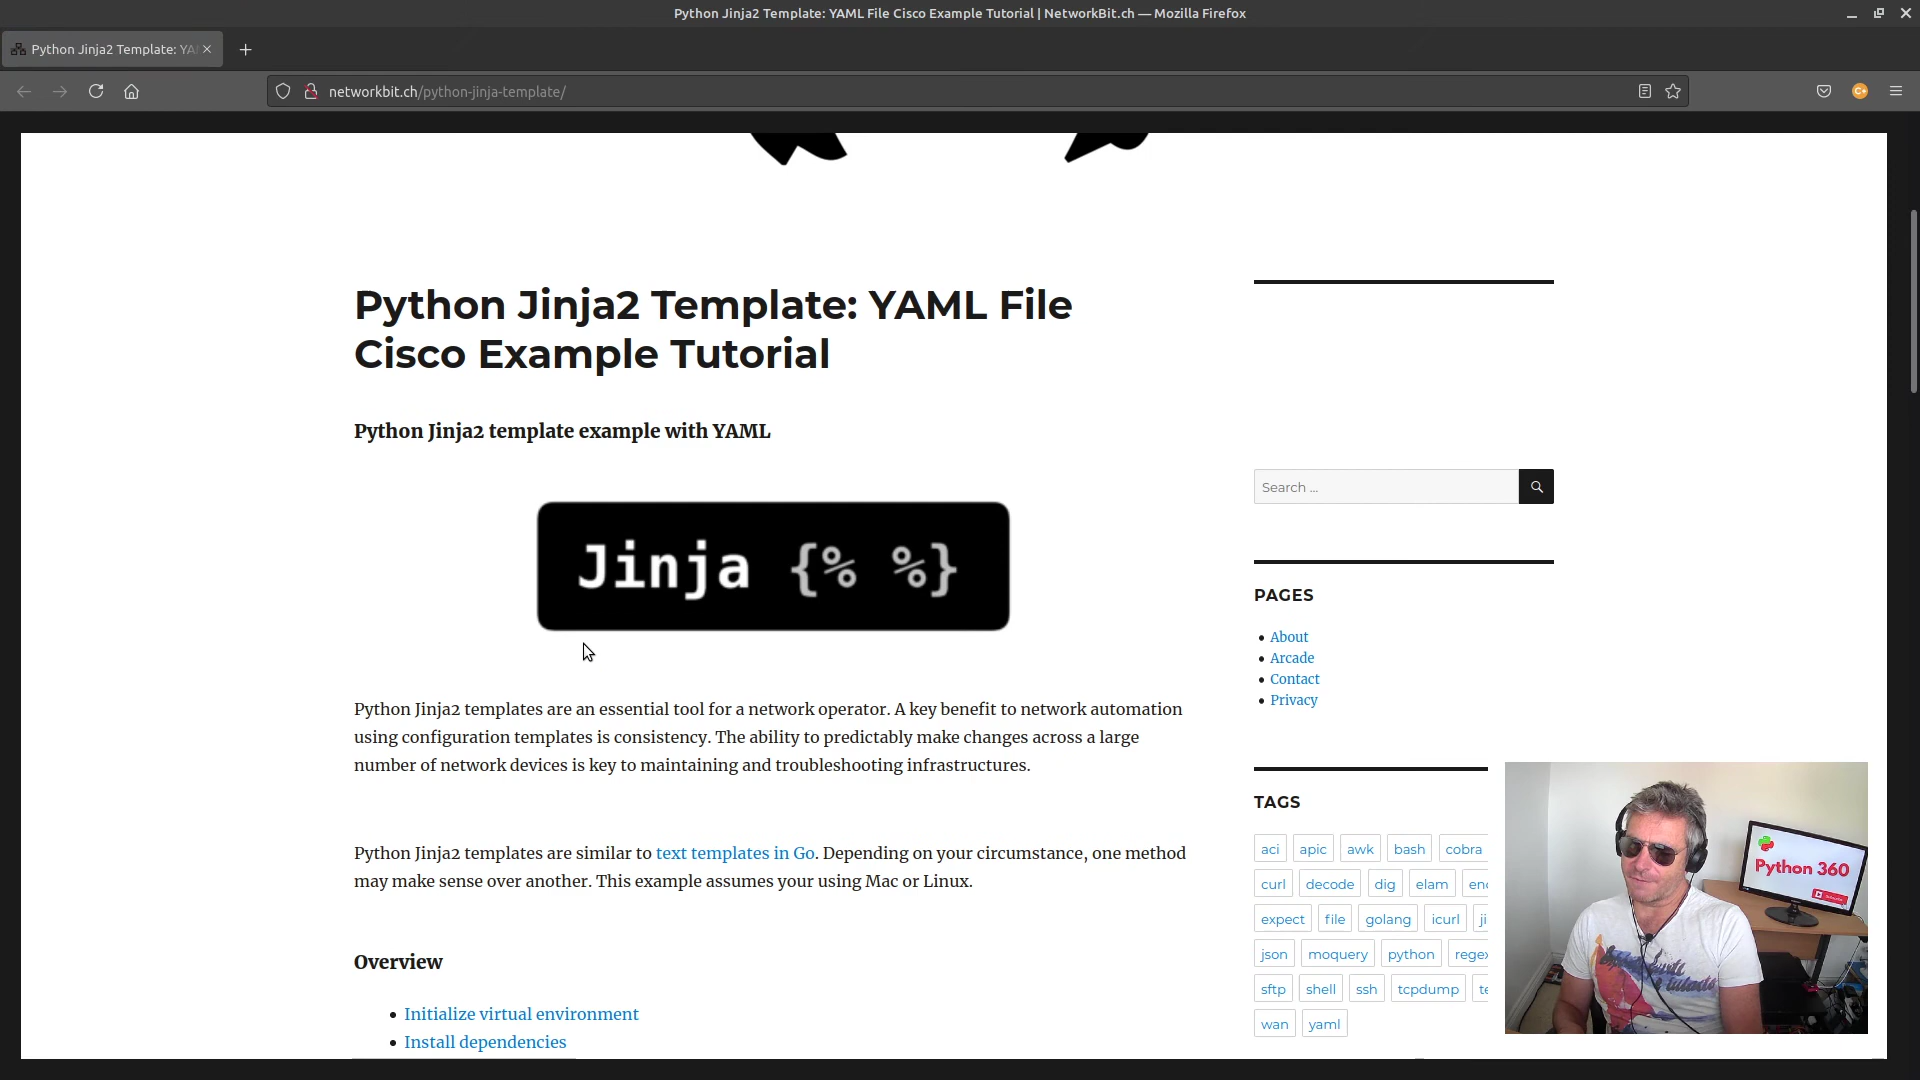 Python Jinja2 Template: YAML File Cisco Example Tutorial | NetworkBit.ch — Mozilla Firefox
Python Jinja2 Template: YA
networkbit.ch/python-jinja-template/
Python Jinja2 Template: YAML File
Cisco Example Tutorial
Python Jinja2 template example with YAML
Jinja {% %}
Python Jinja2 templates are an essential tool for a network operator. A key benefit to network automation
using configuration templates is consistency. The ability to predictably make changes across a large
number of network devices is key to maintaining and troubleshooting infrastructures.
Python Jinja2 templates are similar to text templates in Go. Depending on your circumstance, one method
may make sense over another. This example assumes your using Mac or Linux.
Overview
Initialize virtual environment
Install dependencies
Search ...
PAGES
About
Arcade
Contact
Privacy
TAGS
aci apic awk bash cobra
curl decode dig elam
expect file golang icurl
json moquery python regex
sftp shell ssh tcpdump
wan yaml
Python 360